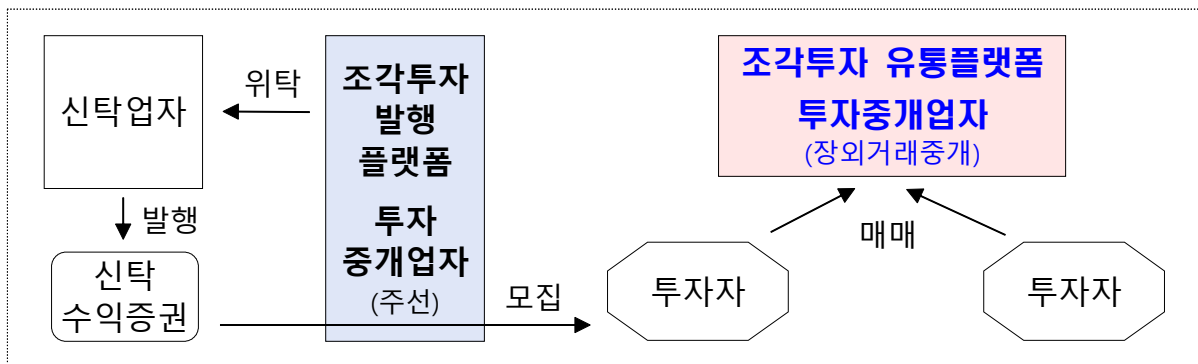 신탁업자
위탁
조각투자
발행
플랫폼
투자
중개업자
(주선)
발행
신탁
수익증권
모집
조각투자 유통플랫폼
투자중개업자
(장외거래중개)
매매
투자자
투자자